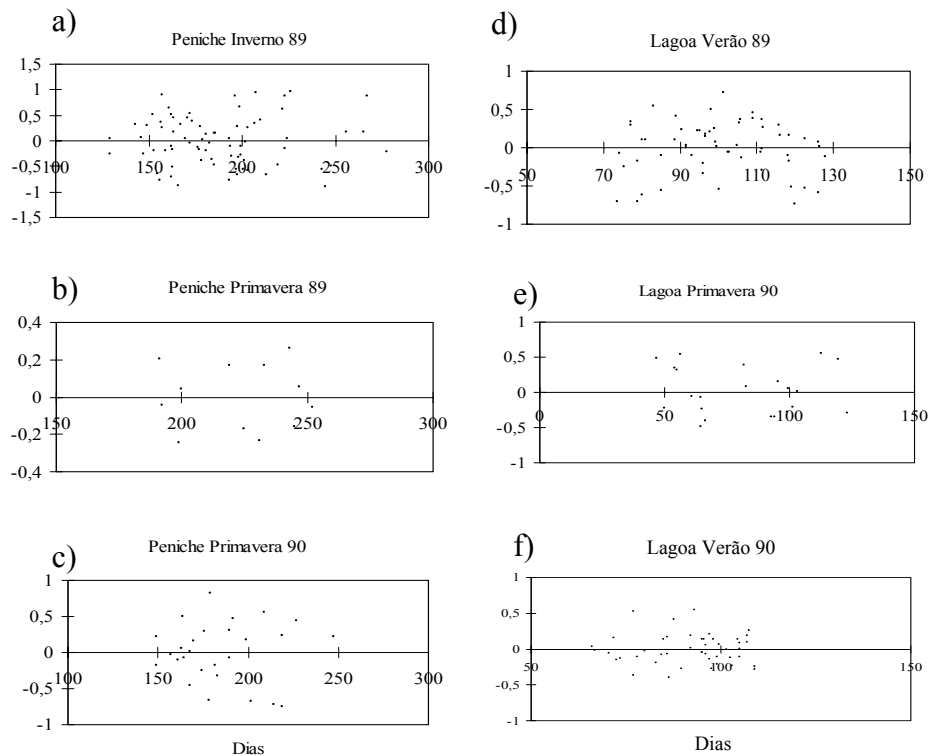 a)
Peniche Inverno 89
1,5
1
0,5
0
-0,5
-1
-1,5
100 150 200 250 300
b)
Peniche Primavera 89
0,4
0,2
0
-0,2
-0,4
150 200 250 300
c)
Peniche Primavera 90
1
0,5
0
-0,5
-1
100 150 200 250 300
Dias
d)
Lagoa Verão 89
1
0,5
0
-0,5
-1
50 70 90 110 130 150
e)
Lagoa Primavera 90
1
0,5
0
-0,5
-1
0 50 100 150
f)
Lagoa Verão 90
1
0,5
0
-0,5
-1
50 100 150
Dias